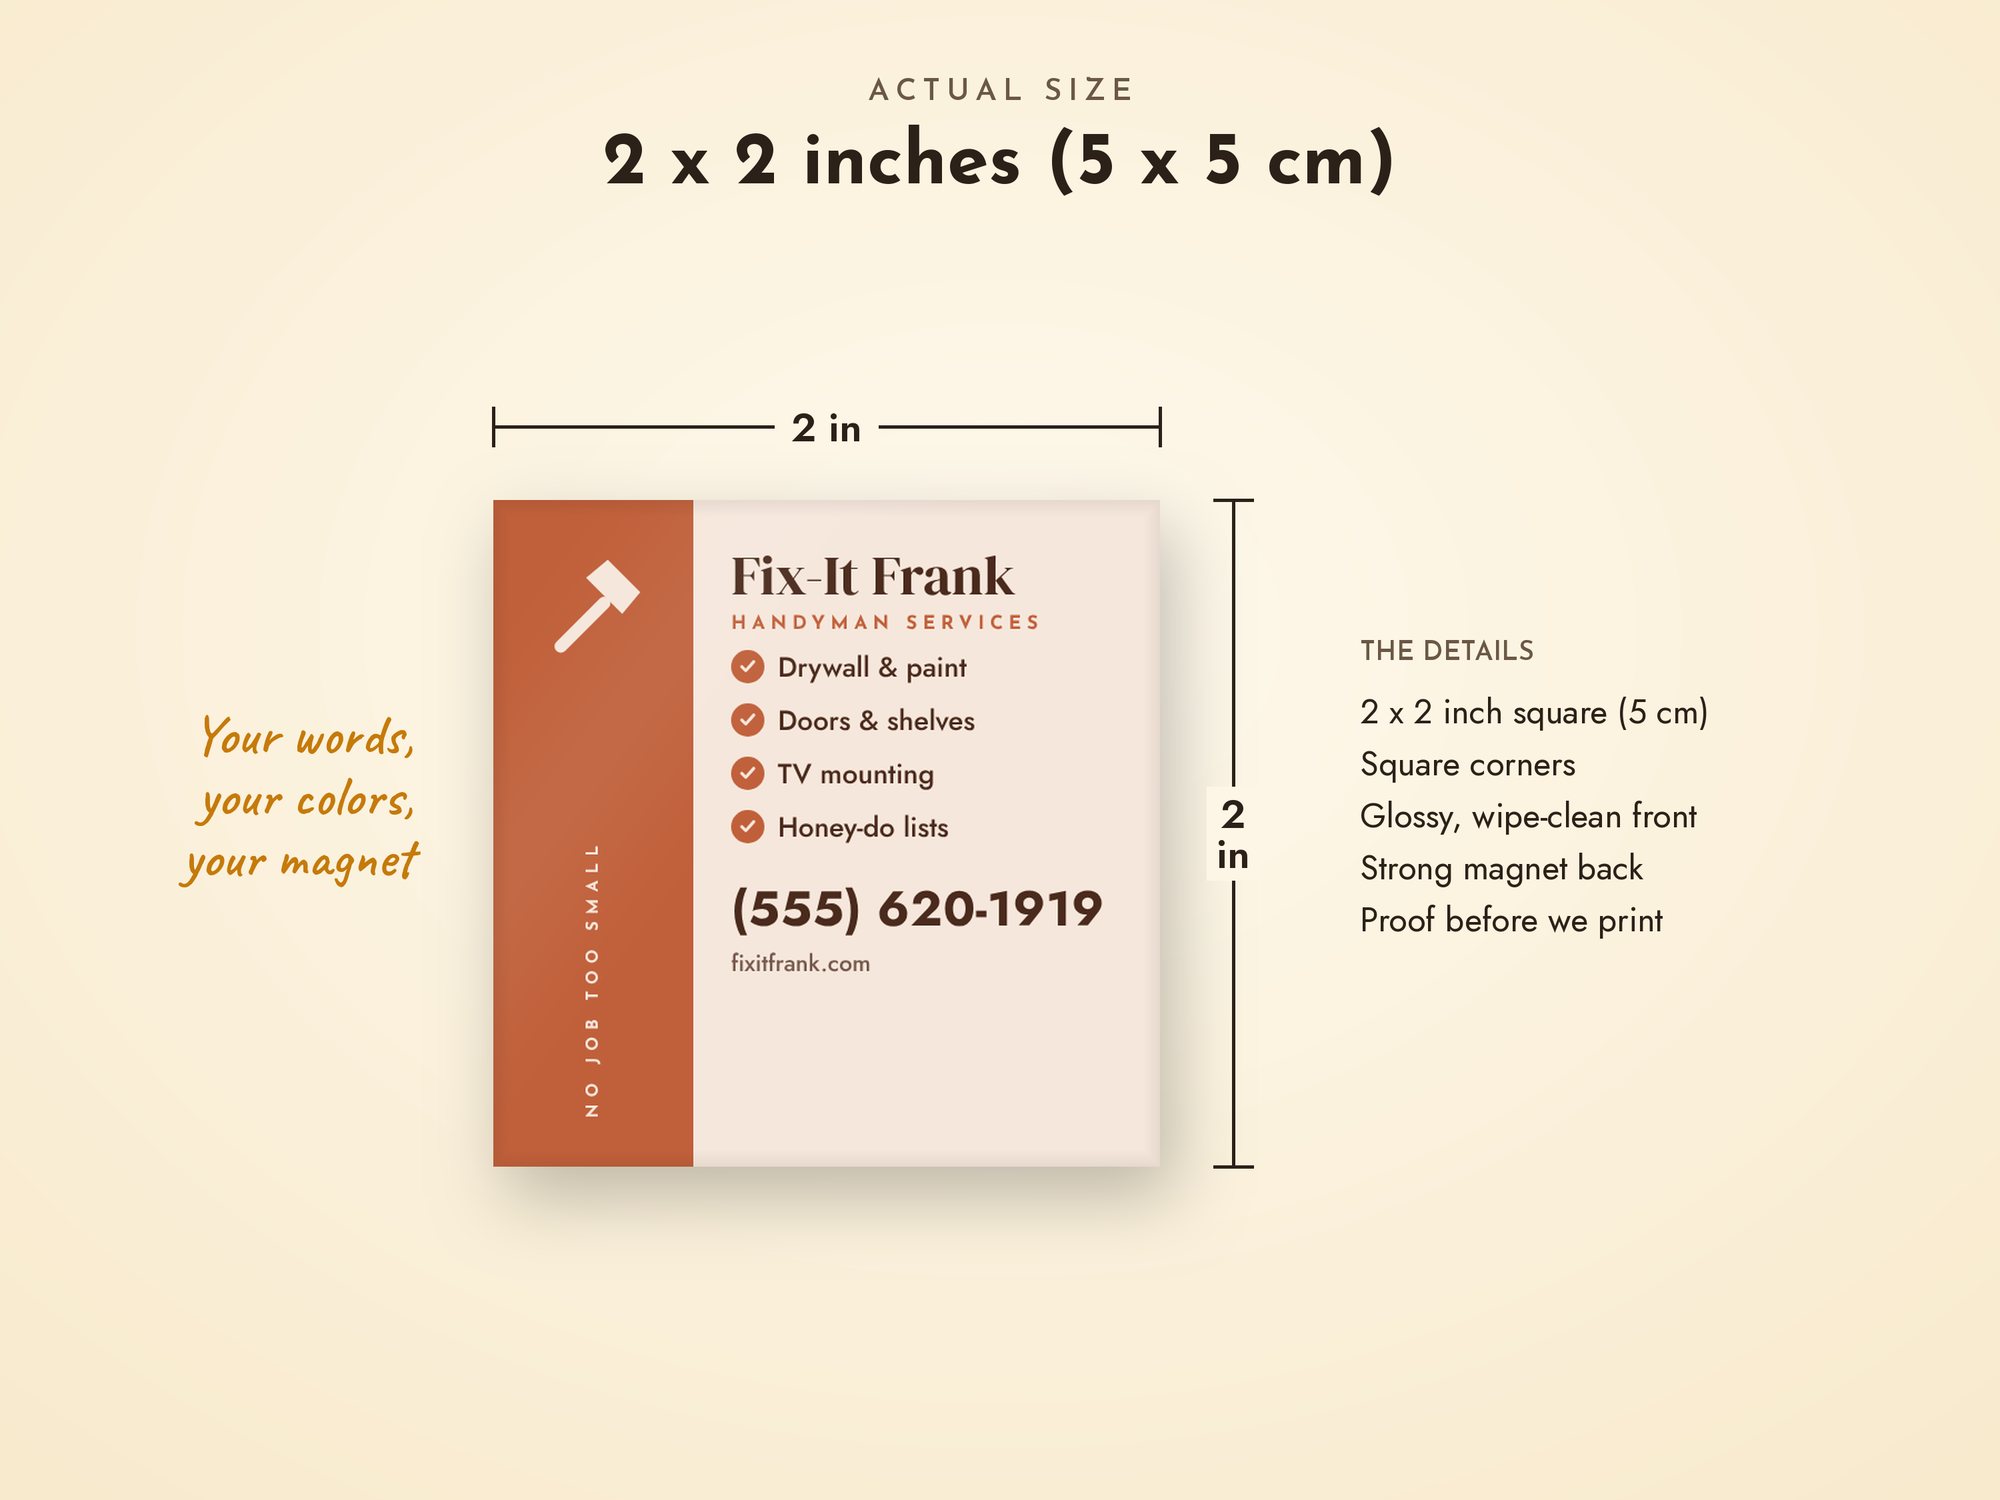 ACTUAL SIZE
2 x 2 inches (5 x 5 cm)
2 in
Fix-It Frank
HANDYMAN SERVICES
Drywall & paint
Doors & shelves
TV mounting
Honey-do lists
(555) 620-1919
fixitfrank.com
NO JOB TOO SMALL
2
in
Your words,
your colors,
your magnet
THE DETAILS
2 x 2 inch square (5 cm)
Square corners
Glossy, wipe-clean front
Strong magnet back
Proof before we print